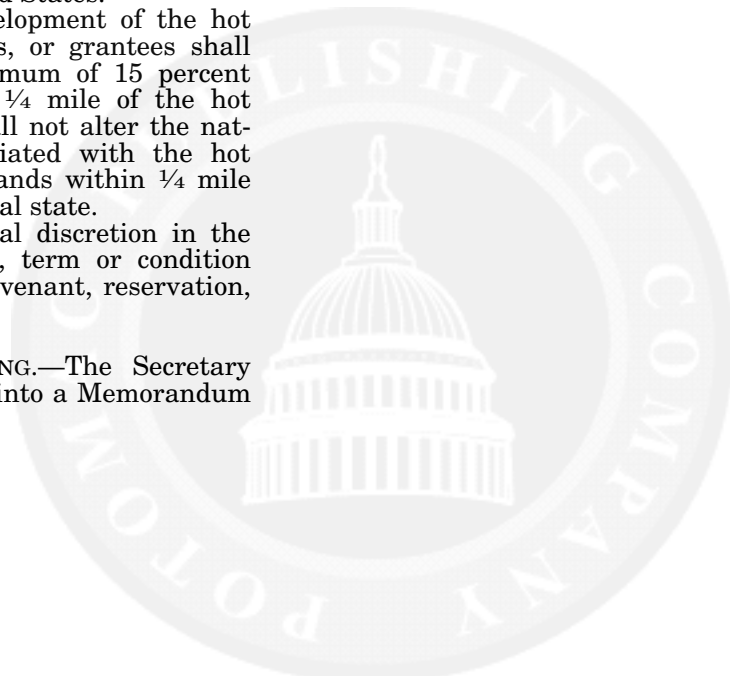 d States.
elopment of the hot
s, or grantees shall
mum of 15 percent
¼ mile of the hot
ll not alter the nat-
iated with the hot
ands within ¼ mile
al state.
al discretion in the
, term or condition
venant, reservation,
NG.—The Secretary
into a Memorandum
POTOMAC PUBLISHING COMPANY